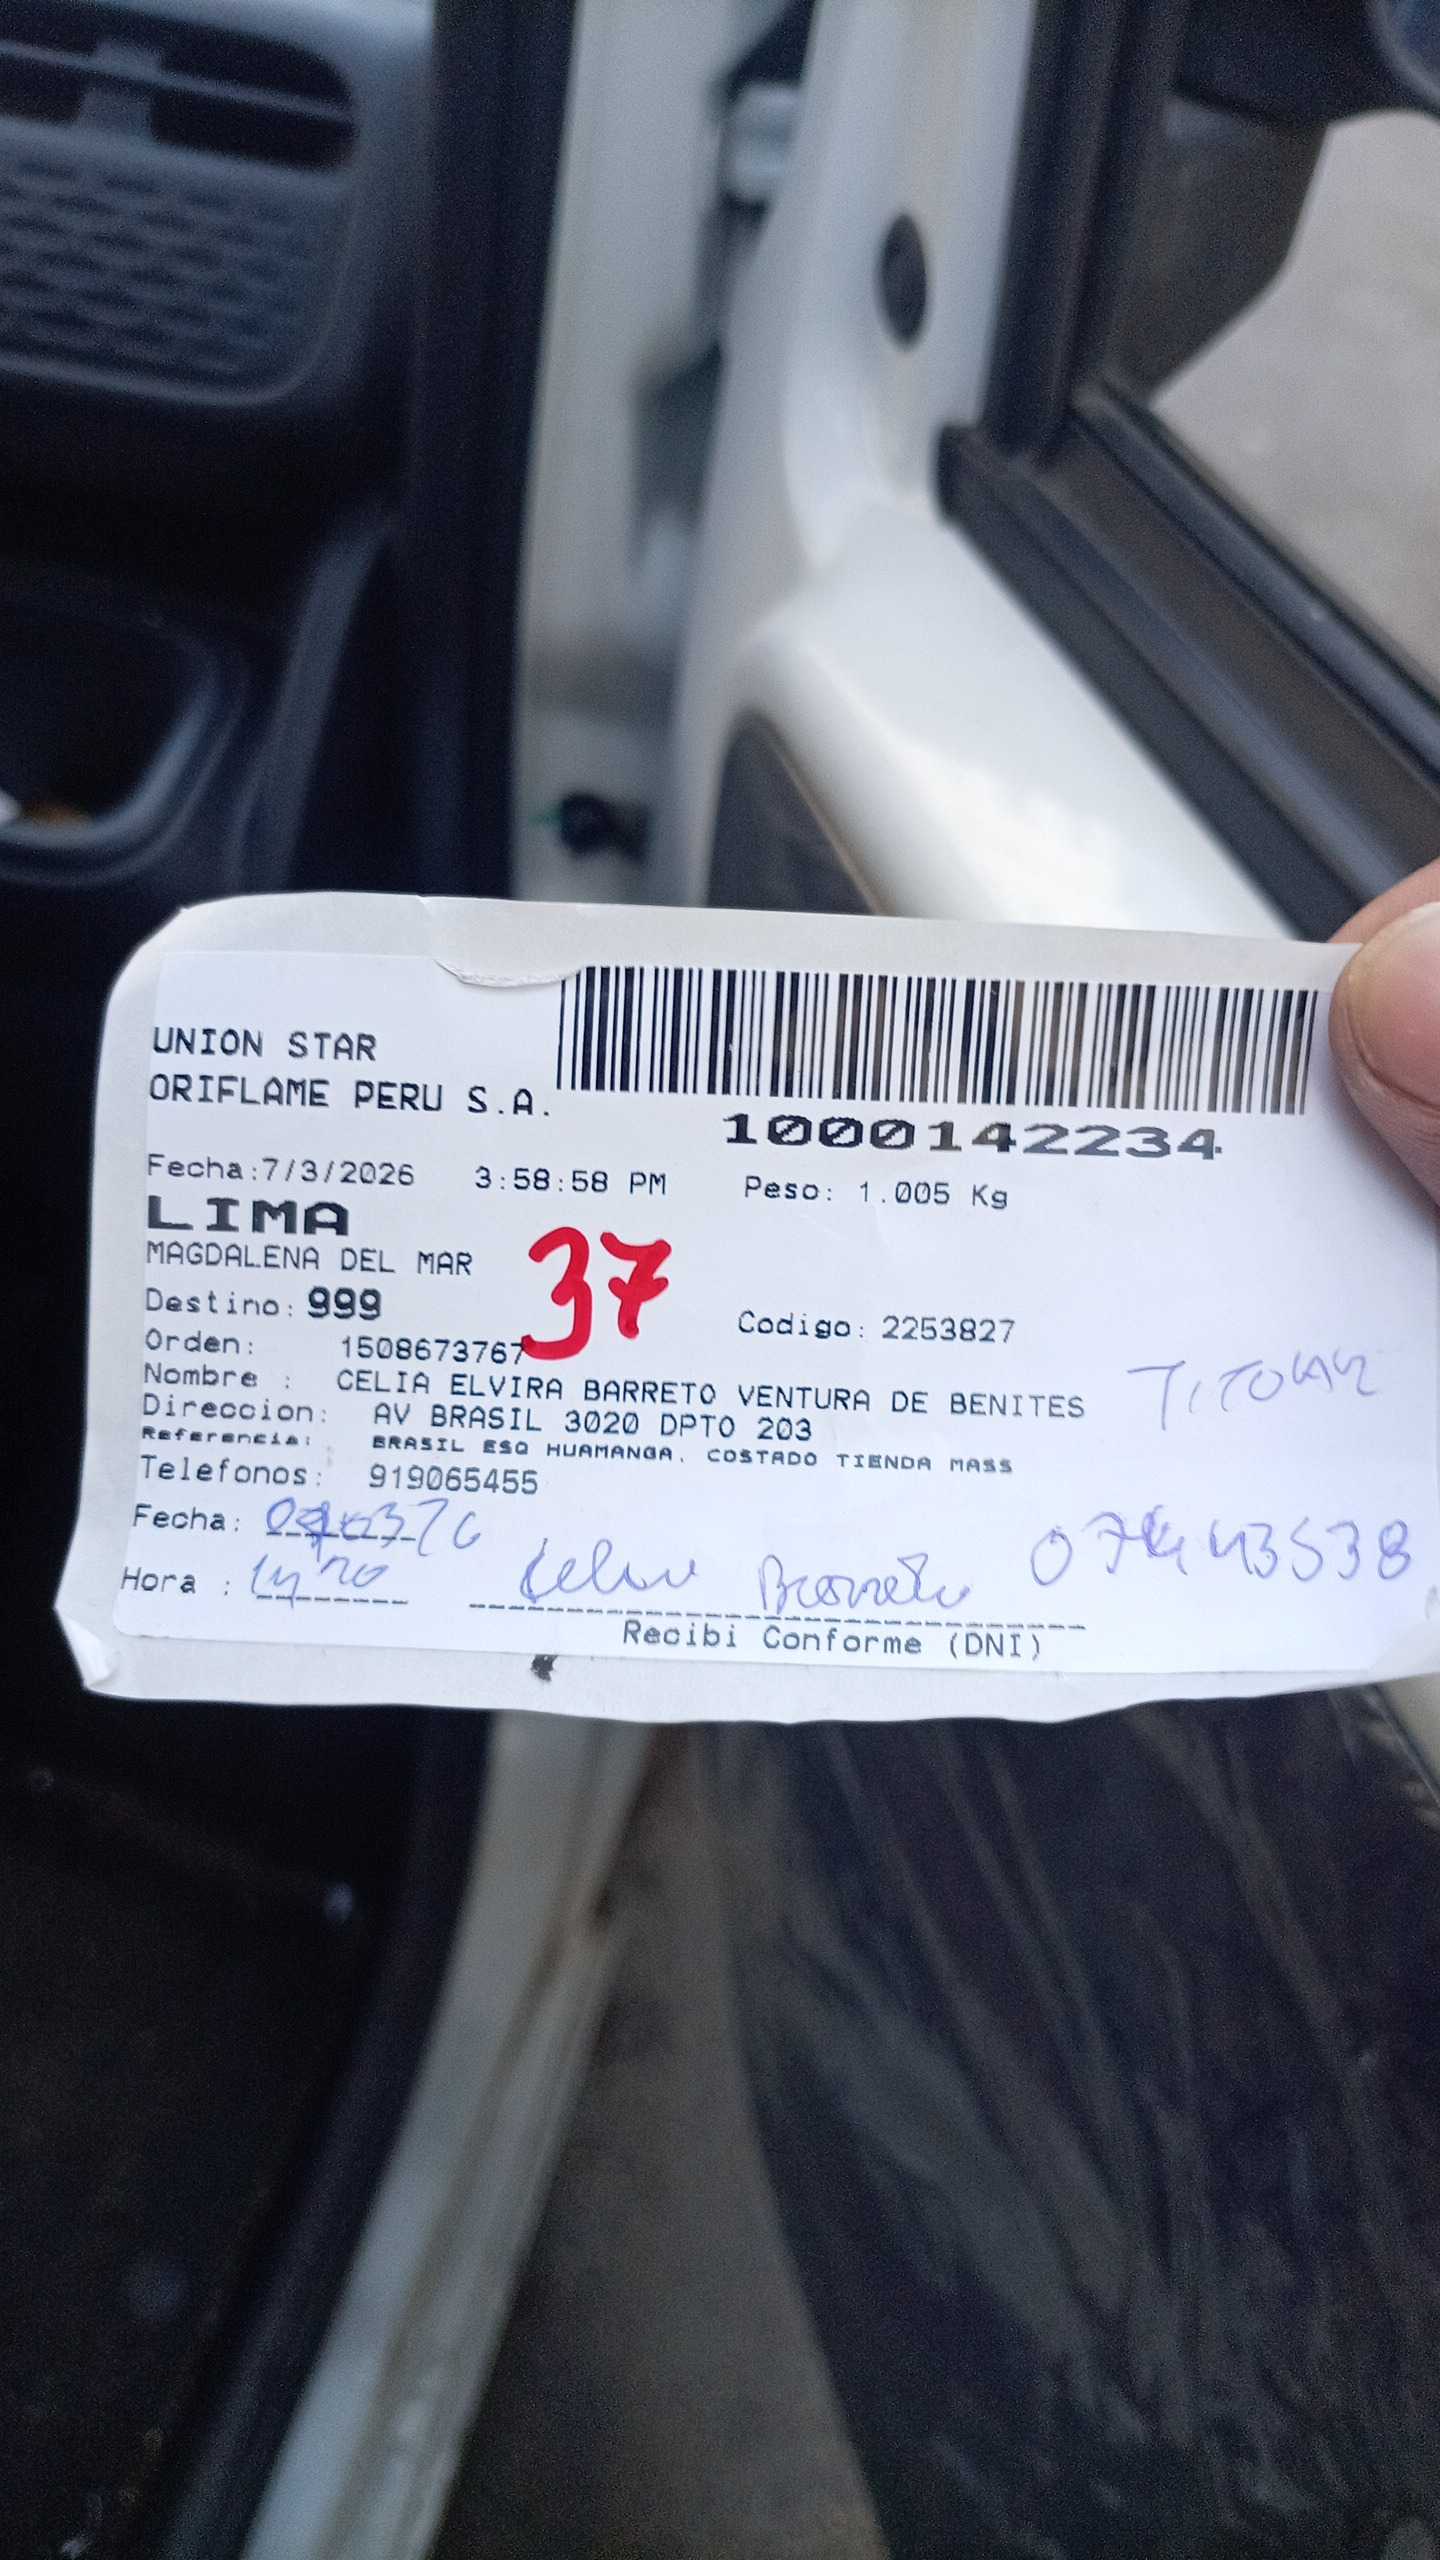 UNION STAR
ORIFLAME PERU S.A.
1000142234
Fecha:7/3/2026 3:58:58 PM Peso: 1.005 Kg
LIMA
MAGDALENA DEL MAR
37
Destino: 999
Codigo: 2253827
Orden: 1508673767
Nombre : CELIA ELVIRA BARRETO VENTURA DE BENITES
Direccion: AV BRASIL 3020 DPTO 203
Referencia: BRASIL ESQ HUAMANGA. COSTADO TIENDA MASS
Telefonos: 919065455
Fecha:
Hora :
Recibi Conforme (DNI)